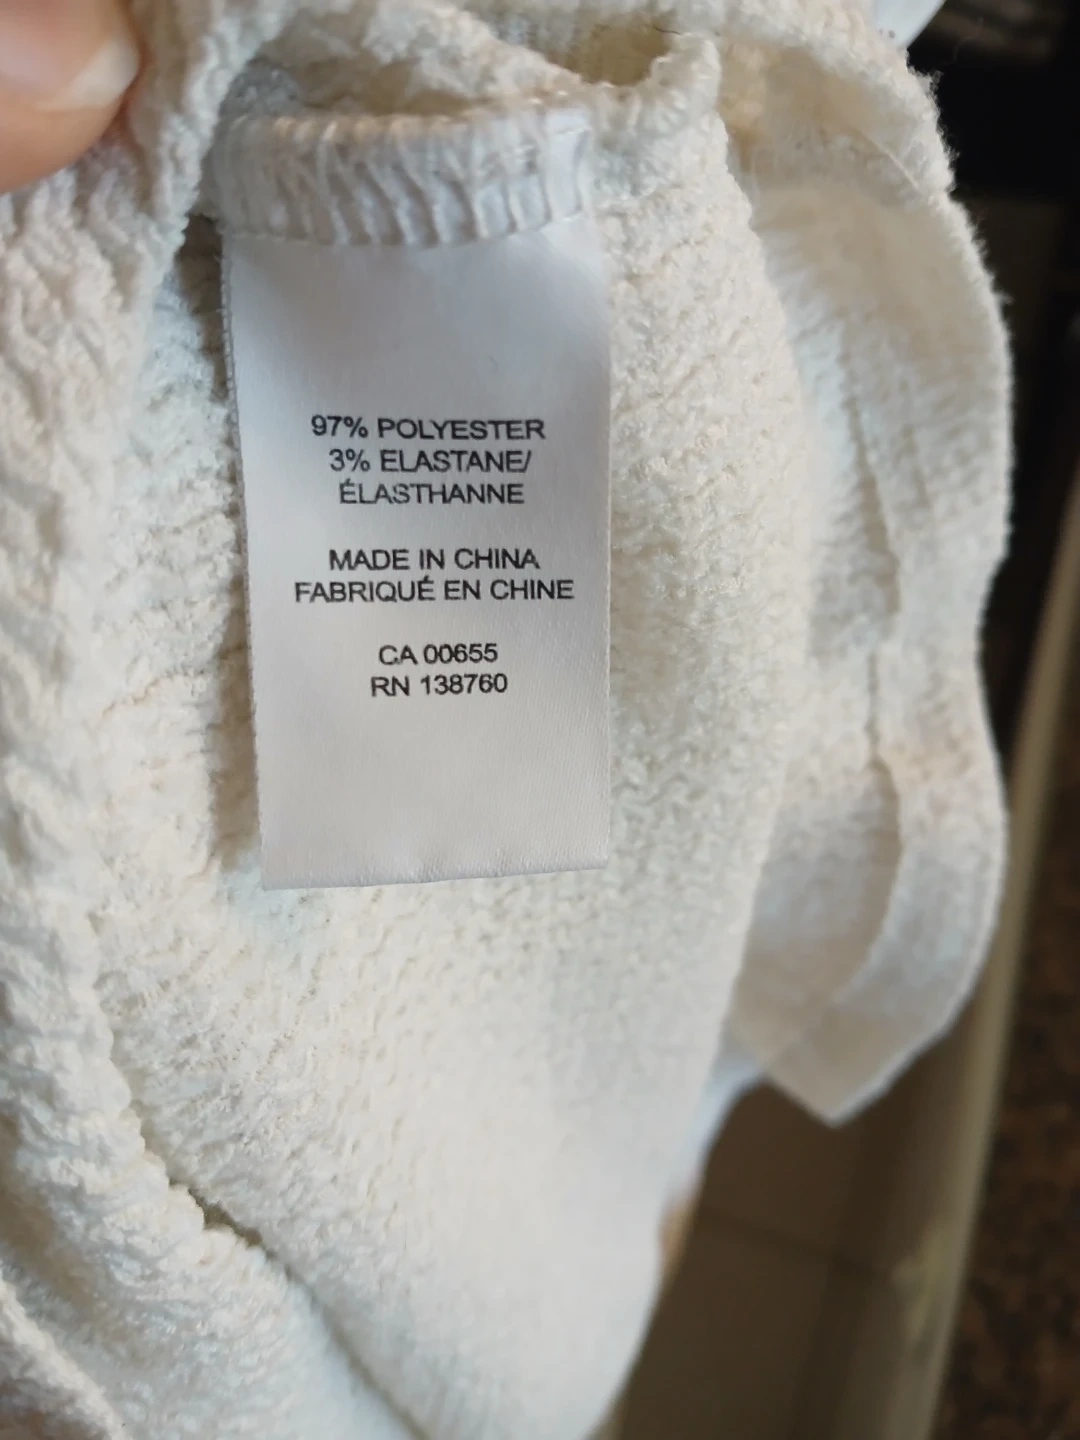 97% POLYESTER
3% ELASTANE/
ÉLASTHANNE
MADE IN CHINA
FABRIQUÉ EN CHINE
CA 00655
RN 138760